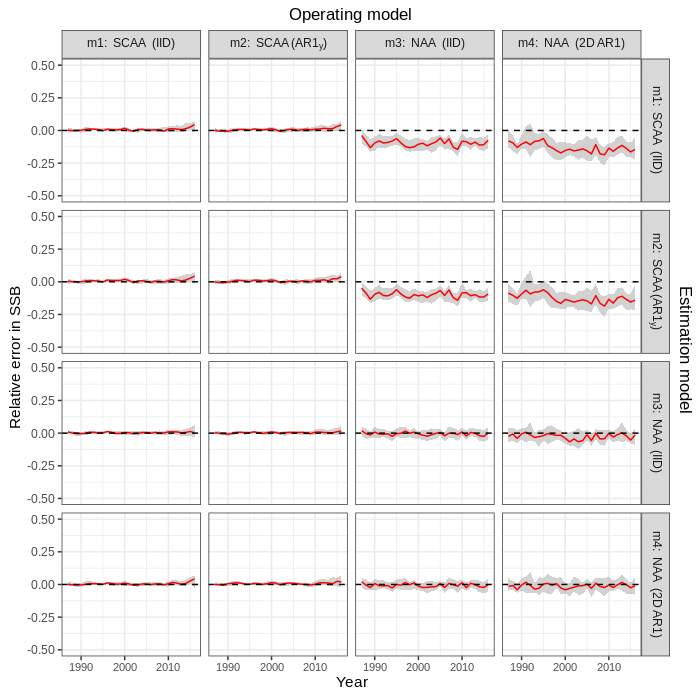 Operating model
m1: SCAA (IID)
m2: SCAA (AR1y)
m3: NAA (IID)
m4: NAA (2D AR1)
0.50
0.25
0.00
-0.25
-0.50
m1: SCAA (IID)
0.50
0.25
0.00
-0.25
-0.50
m2: SCAA (AR1y)
Relative error in SSB
Estimation model
0.50
0.25
0.00
-0.25
-0.50
m3: NAA (IID)
0.50
0.25
0.00
-0.25
-0.50
m4: NAA (2D AR1)
1990 2000 2010 1990 2000 2010 1990 2000 2010 1990 2000 2010
Year